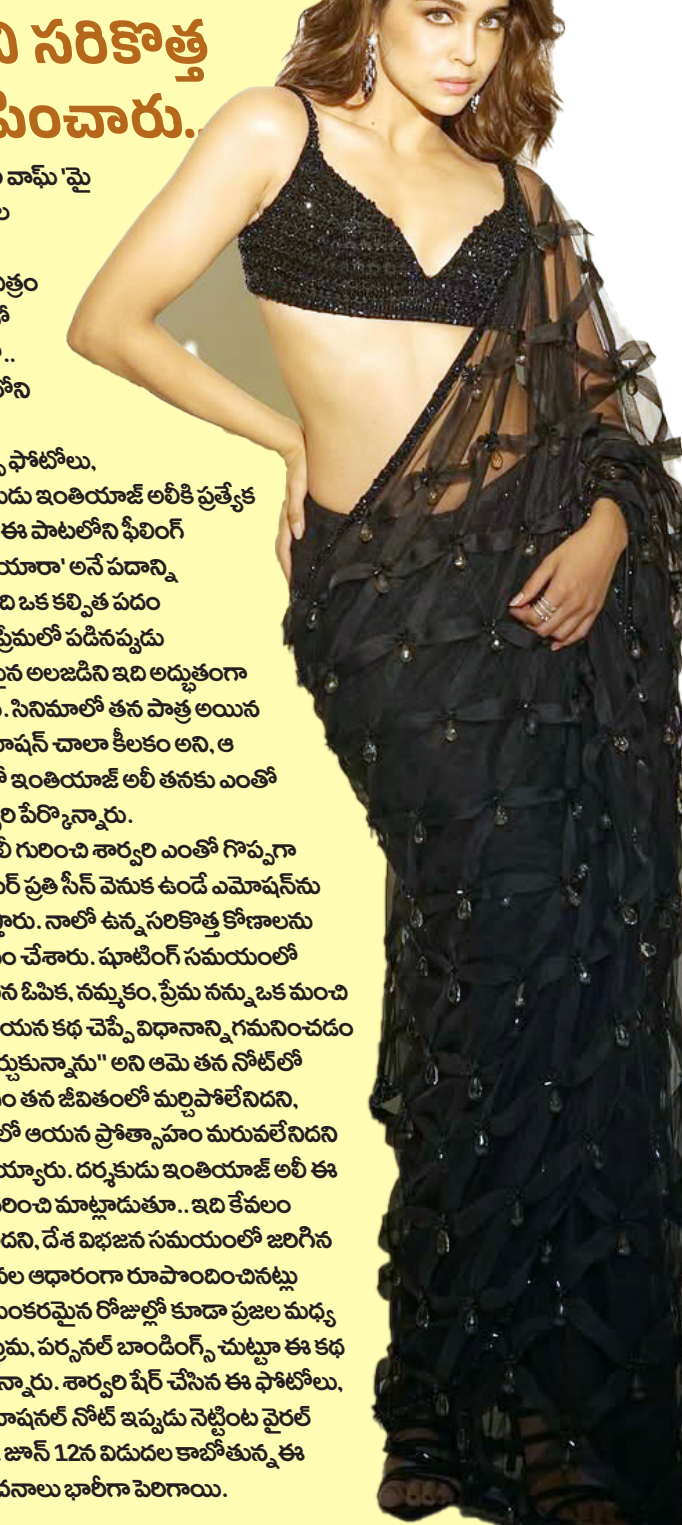 ని సరికొత్త
పించారు..
వాఘ్ 'మై
ల
త్రం
..
లోని
ఫోటోలు,
కుడు ఇంతియాజ్ అలీకి ప్రత్యేక
ఈ పాటలోని ఫీలింగ్
యారా' అనే పదాన్ని
ది ఒక కల్పిత పదం
ప్రేమలో పడినప్పుడు
మైన అలజడిని ఇది అద్భుతంగా
. సినిమాలో తన పాత్ర అయిన
మోషన్ చాలా కీలకం అని, ఆ
లో ఇంతియాజ్ అలీ తనకు ఎంతో
రి పేర్కొన్నారు.
లీ గురించి శార్వరి ఎంతో గొప్పగా
ర్ ప్రతి సీన్ వెనుక ఉండే ఎమోషన్‌ను
స్తారు. నాలో ఉన్న సరికొత్త కోణాలను
ం చేశారు. షూటింగ్ సమయంలో
న ఓపిక, నమ్మకం, ప్రేమ నన్ను ఒక మంచి
యన కథ చెప్పే విధానాన్ని గమనించడం
ర్చుకున్నాను" అని ఆమె తన నోట్‌లో
ం తన జీవితంలో మర్చిపోలేనిదని,
లో ఆయన ప్రోత్సాహం మరువలేనిదని
య్యారు. దర్శకుడు ఇంతియాజ్ అలీ ఈ
రించి మాట్లాడుతూ.. ఇది కేవలం
దని, దేశ విభజన సమయంలో జరిగిన
నల ఆధారంగా రూపొందించినట్లు
యంకరమైన రోజుల్లో కూడా ప్రజల మధ్య
్రేమ, పర్సనల్ బాండింగ్స్ చుట్టూ ఈ కథ
న్నారు. శార్వరి షేర్ చేసిన ఈ ఫోటోలు,
మోషనల్ నోట్ ఇప్పుడు నెట్టింట వైరల్
జూన్ 12న విడుదల కాబోతున్న ఈ
చనాలు భారీగా పెరిగాయి.